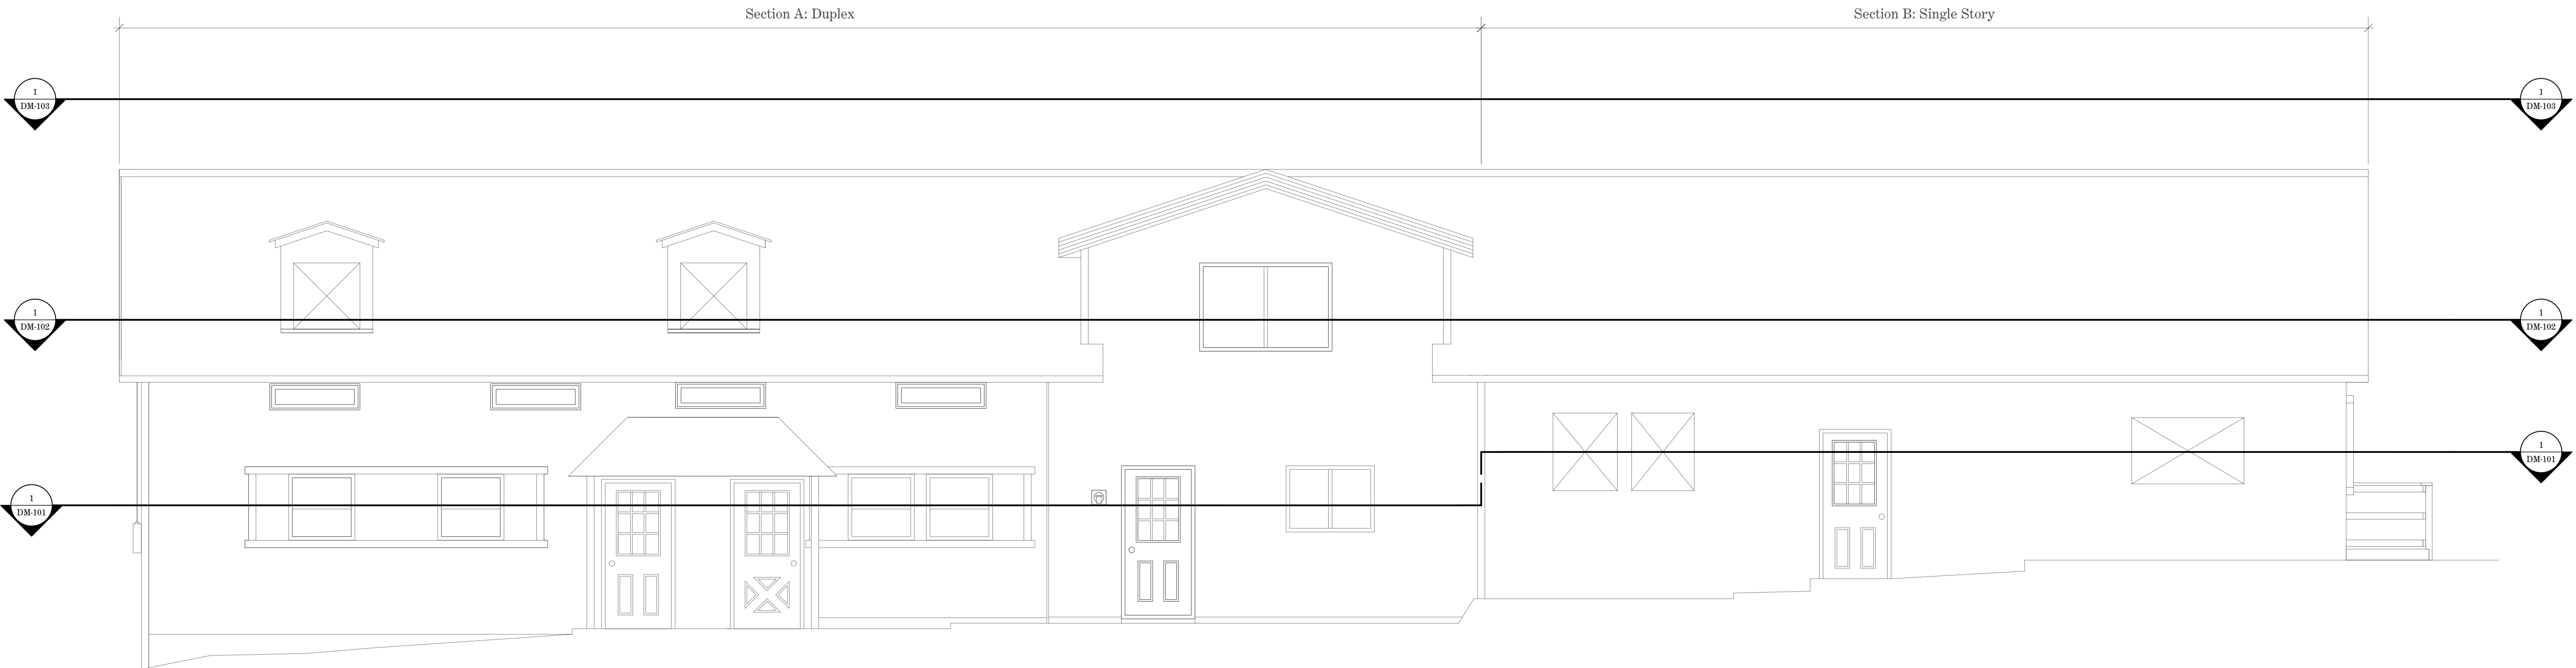 Section A: Duplex
Section B: Single Story
1
DM-103
1
DM-103
1
DM-102
1
DM-102
1
DM-101
1
DM-101